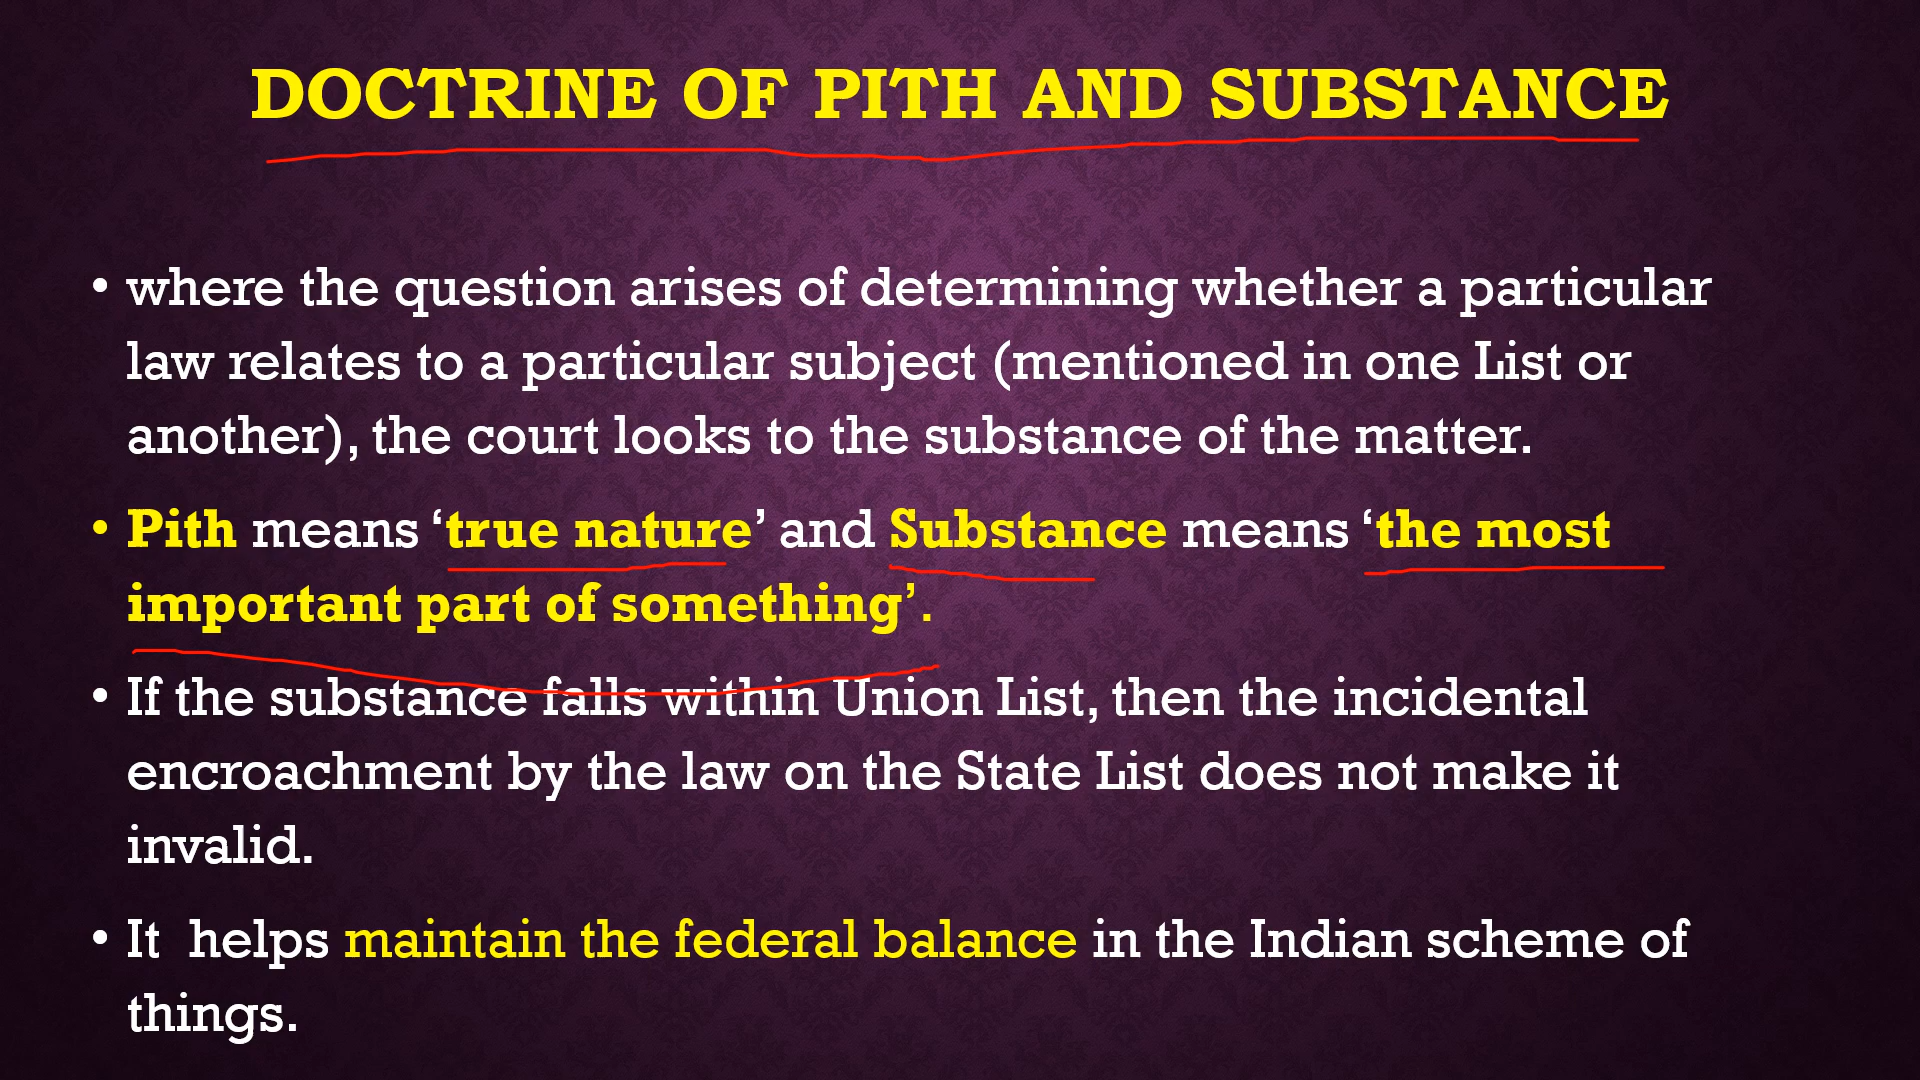 DOCTRINE OF PITH AND SUBSTANCE
• where the question arises of determining whether a particular
law relates to a particular subject (mentioned in one List or
another), the court looks to the substance of the matter.
• Pith means ‘true nature’ and Substance means ‘the most
important part of something’.
• If the substance falls within Union List, then the incidental
encroachment by the law on the State List does not make it
invalid.
• It  helps maintain the federal balance in the Indian scheme of
things.